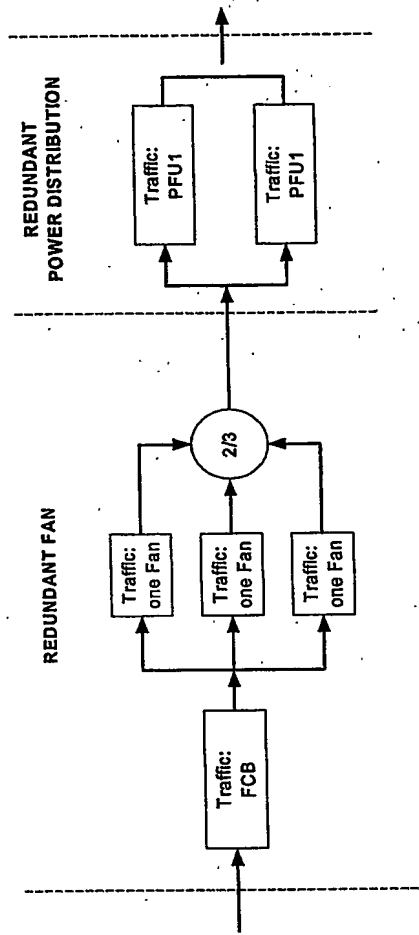 REDUNDANT FAN
REDUNDANT
POWER DISTRIBUTION
Traffic:
FCB
Traffic:
one Fan
Traffic:
one Fan
Traffic:
one Fan
2/3
Traffic:
PFU1
Traffic:
PFU1